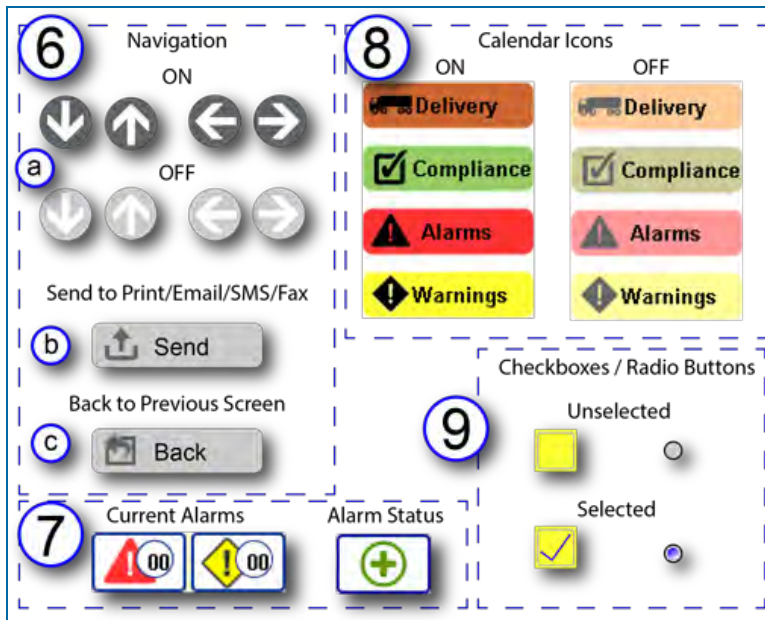 6
Navigation
ON
a
OFF
Send to Print/Email/SMS/Fax
b
Send
Back to Previous Screen
c
Back
8
Calendar Icons
ON
OFF
Delivery
Delivery
Compliance
Compliance
Alarms
Alarms
Warnings
Warnings
7
Current Alarms
Alarm Status
00
00
9
Checkboxes / Radio Buttons
Unselected
Selected